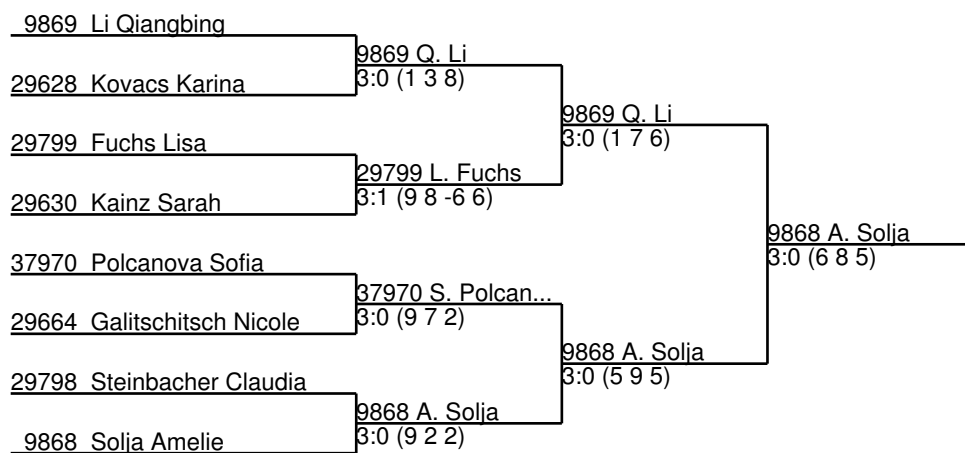 9869 Li Qiangbing
29628 Kovacs Karina
29799 Fuchs Lisa
29630 Kainz Sarah
37970 Polcanova Sofia
29664 Galitschitsch Nicole
29798 Steinbacher Claudia
9868 Solja Amelie
9869 Q. Li
3:0 (1 3 8)
29799 L. Fuchs
3:1 (9 8 -6 6)
37970 S. Polcan...
3:0 (9 7 2)
9868 A. Solja
3:0 (9 2 2)
9869 Q. Li
3:0 (1 7 6)
9868 A. Solja
3:0 (5 9 5)
9868 A. Solja
3:0 (6 8 5)